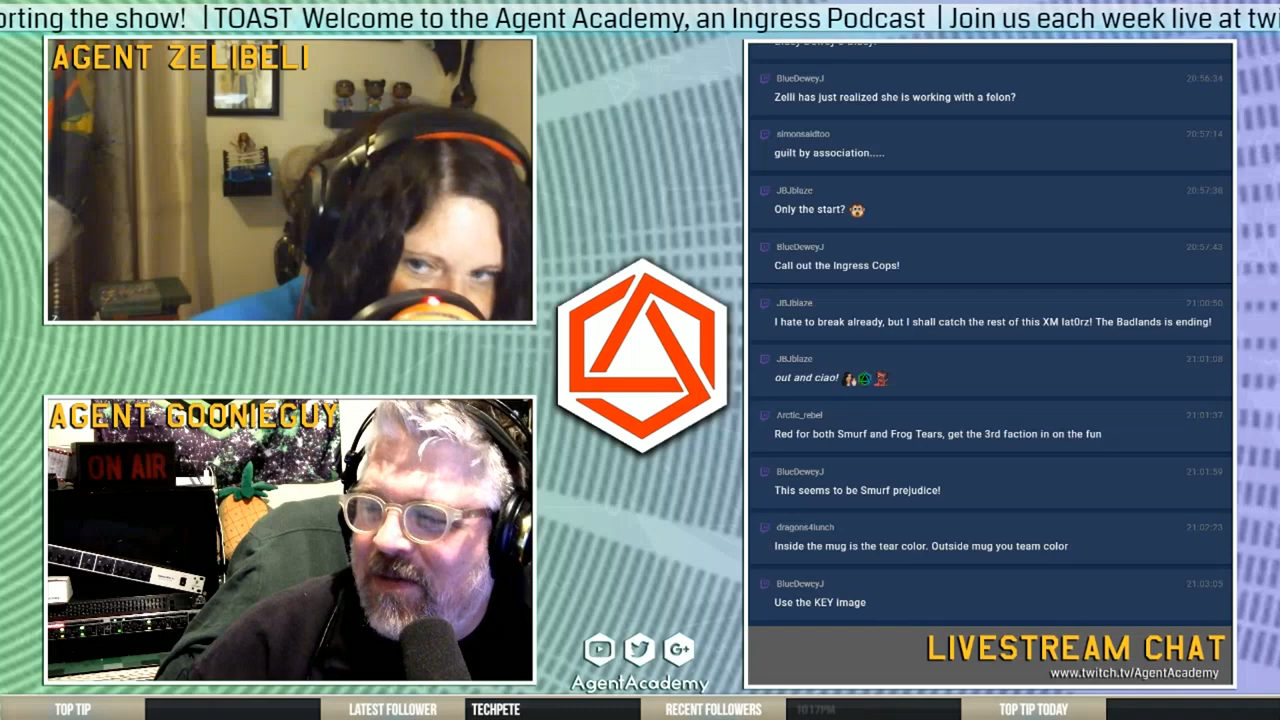 orting the show! | TOAST Welcome to the Agent Academy, an Ingress Podcast | Join us each week live at twi
AGENT ZELIBELI
AGENT GOONIEGUY
ON AIR
BlueDeweyJ 20:56:34
Zelli has just realized she is working with a felon?
simonsaidtoo 20:57:14
guilt by association.....
JBJblaze 20:57:38
Only the start?
BlueDeweyJ 20:57:43
Call out the Ingress Cops!
JBJblaze 21:00:50
I hate to break already, but I shall catch the rest of this XM lat0rz! The Badlands is ending!
JBJblaze 21:01:08
out and ciao!
Arctic_rebel 21:01:37
Red for both Smurf and Frog Tears, get the 3rd faction in on the fun
BlueDeweyJ 21:01:59
This seems to be Smurf prejudice!
dragons4lunch 21:02:23
Inside the mug is the tear color. Outside mug you team color
BlueDeweyJ 21:03:05
Use the KEY image
LIVESTREAM CHAT
www.twitch.tv/AgentAcademy
G+
AgentAcademy
TOP TIP
LATEST FOLLOWER TECHPETE
RECENT FOLLOWERS 10:17PM
TOP TIP TODAY